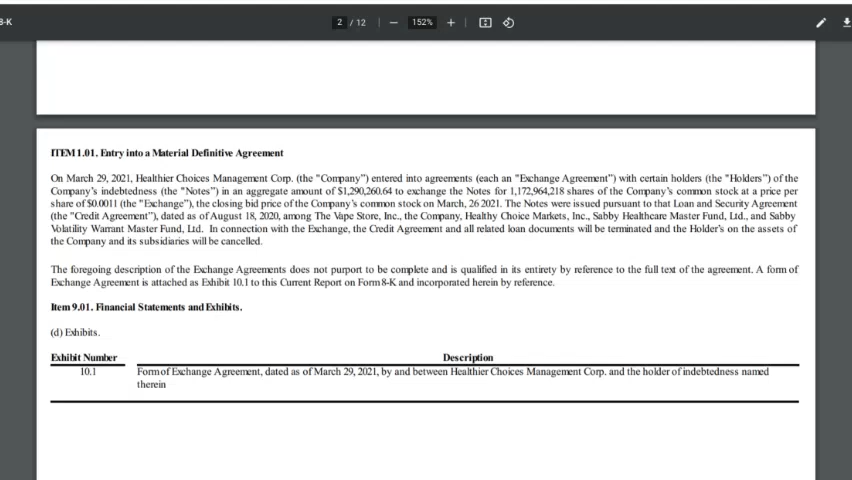 8-K
2 / 12 | − 152% + |
ITEM 1.01. Entry into a Material Definitive Agreement
On March 29, 2021, Healthier Choices Management Corp. (the "Company") entered into agreements (each an "Exchange Agreement") with certain holders (the "Holders") of the
Company's indebtedness (the "Notes") in an aggregate amount of $1,290,260.64 to exchange the Notes for 1,172,964,218 shares of the Company's common stock at a price per
share of $0.0011 (the "Exchange"), the closing bid price of the Company's common stock on March, 26 2021. The Notes were issued pursuant to that Loan and Security Agreement
(the "Credit Agreement"), dated as of August 18, 2020, among The Vape Store, Inc., the Company, Healthy Choice Markets, Inc., Sabby Healthcare Master Fund, Ltd., and Sabby
Volatility Warrant Master Fund, Ltd. In connection with the Exchange, the Credit Agreement and all related loan documents will be terminated and the Holder's on the assets of
the Company and its subsidiaries will be cancelled.
The foregoing description of the Exchange Agreements does not purport to be complete and is qualified in its entirety by reference to the full text of the agreement. A form of
Exchange Agreement is attached as Exhibit 10.1 to this Current Report on Form 8-K and incorporated herein by reference.
Item 9.01. Financial Statements and Exhibits.
(d) Exhibits.
Exhibit Number Description
10.1 Form of Exchange Agreement, dated as of March 29, 2021, by and between Healthier Choices Management Corp. and the holder of indebtedness named
therein